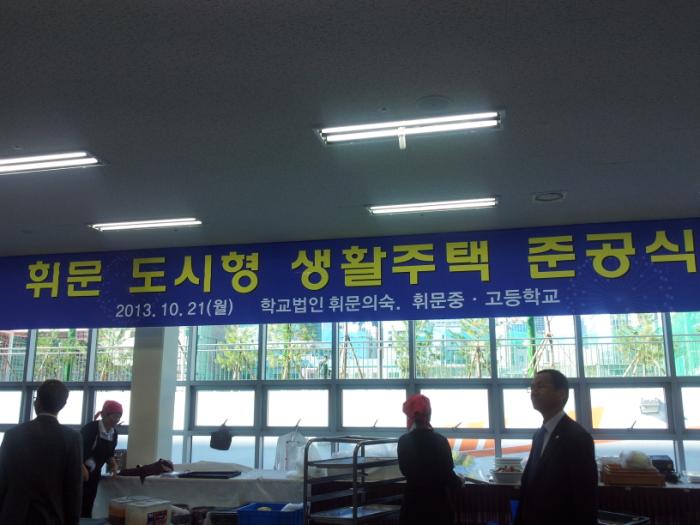 휘문 도시형 생활주택 준공식
2013. 10. 21(월) 학교법인 휘문의숙. 휘문중 · 고등학교